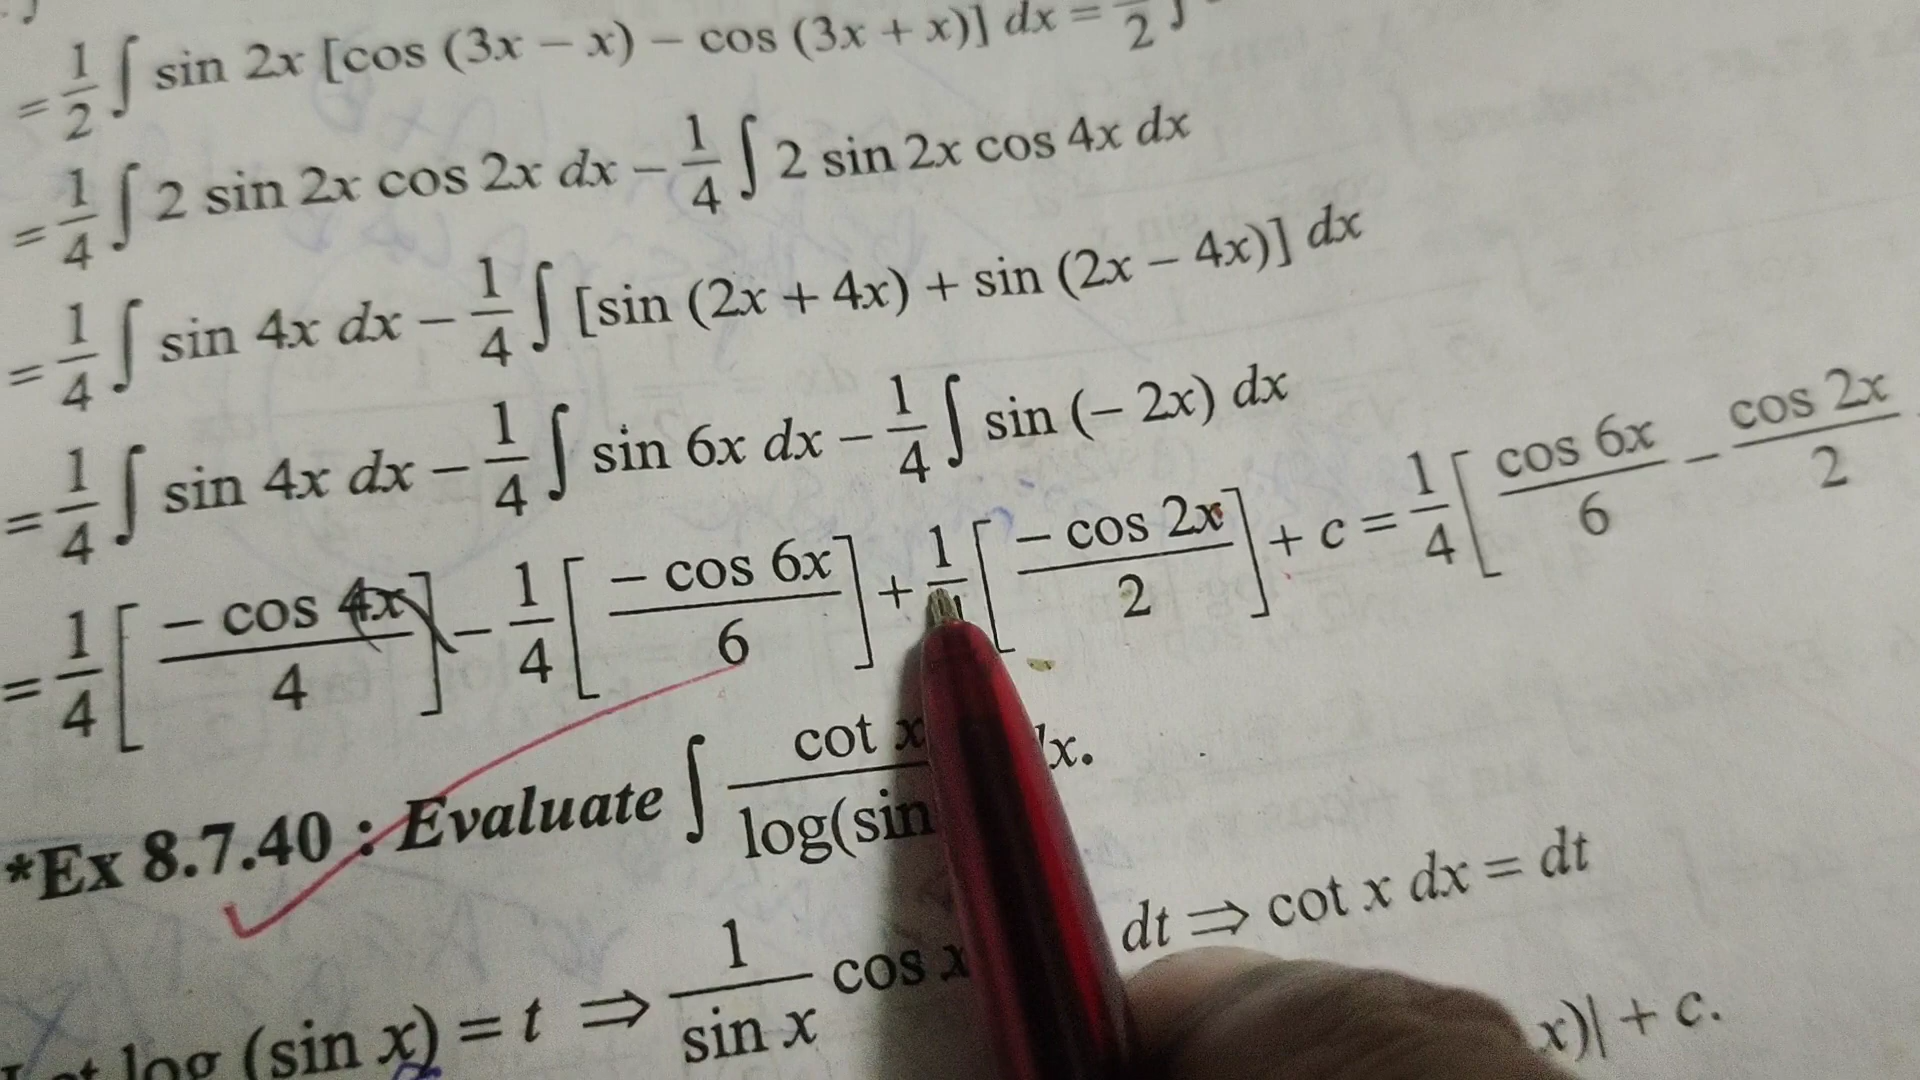 = 1/2 ∫ sin 2x [cos (3x − x) − cos (3x + x)] dx = 2 ∫
= 1/4 ∫ 2 sin 2x cos 2x dx − 1/4 ∫ 2 sin 2x cos 4x dx
= 1/4 ∫ sin 4x dx − 1/4 ∫ [sin (2x + 4x) + sin (2x − 4x)] dx
= 1/4 ∫ sin 4x dx − 1/4 ∫ sin 6x dx − 1/4 ∫ sin (− 2x) dx
= 1/4 [− cos 4x / 4] − 1/4 [− cos 6x / 6] + 1/ [− cos 2x / 2] + c = 1/4 [cos 6x / 6 − cos 2x / 2
*Ex 8.7.40 : Evaluate ∫ cot x / log(sin dx.
log (sin x) = t ⇒ 1/sin x cos x dt ⇒ cot x dx = dt
x)| + c.